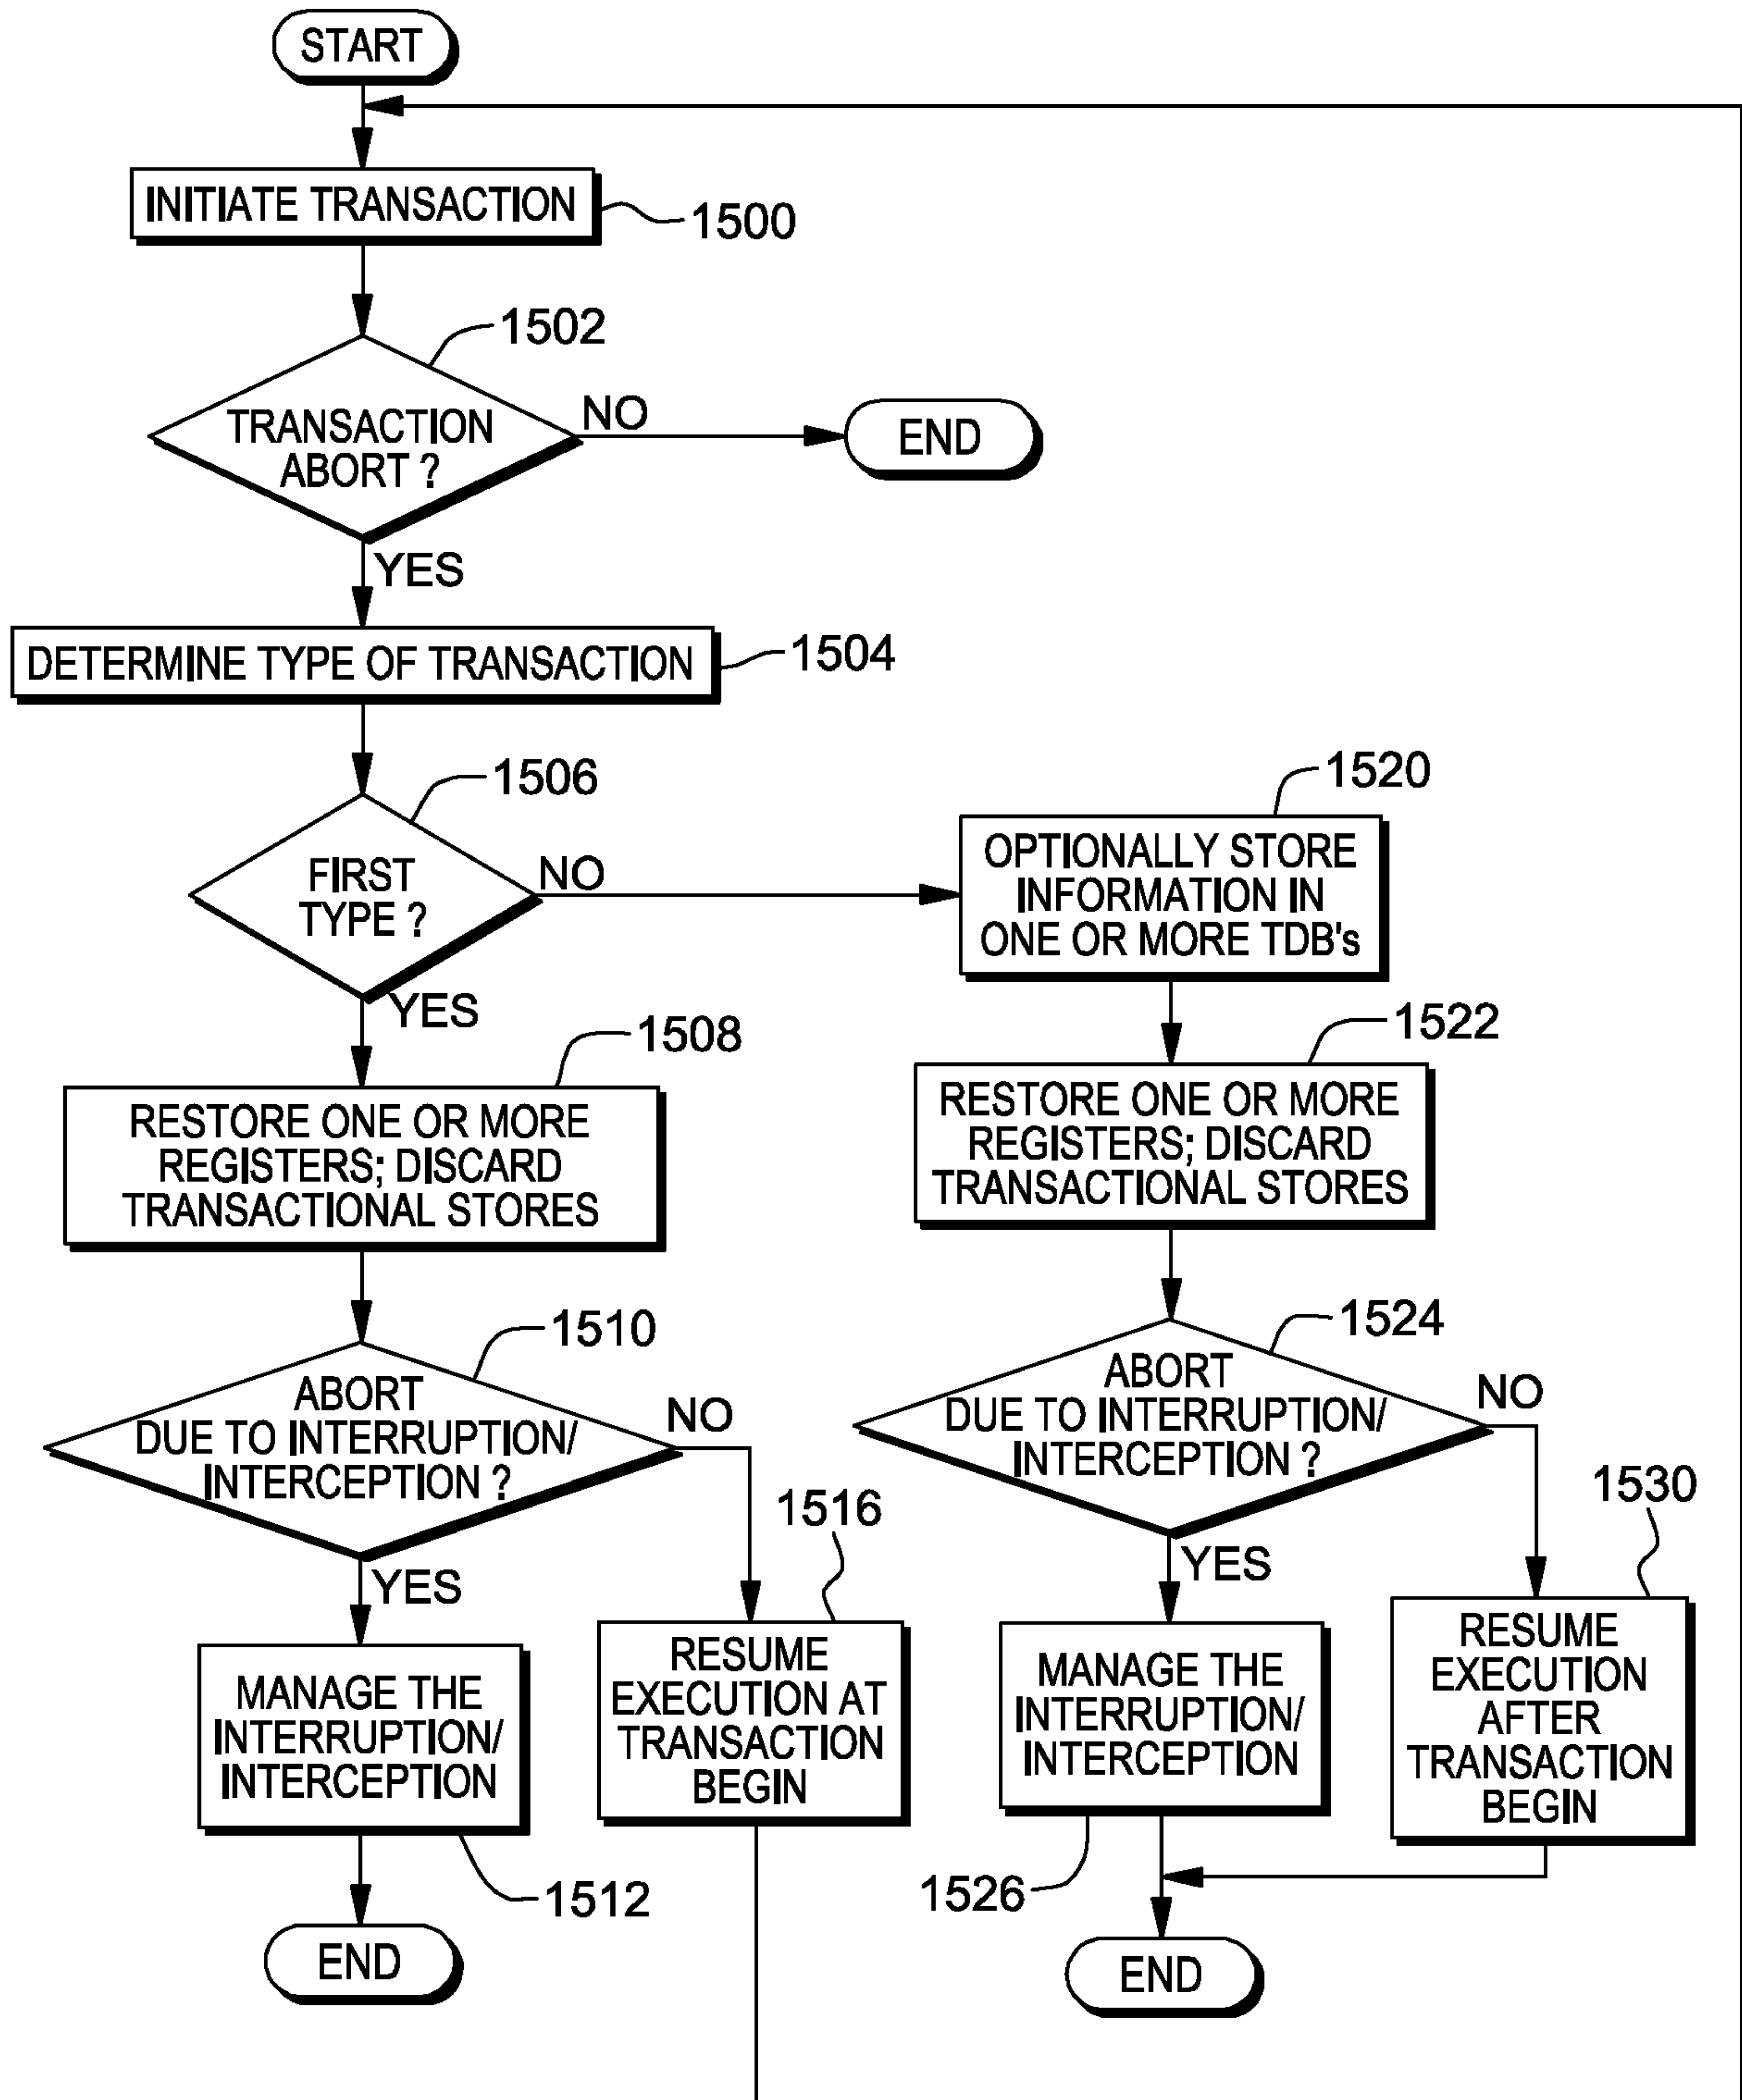 START
INITIATE TRANSACTION
1500
1502
TRANSACTION
ABORT ?
NO
END
YES
DETERMINE TYPE OF TRANSACTION
1504
1506
FIRST
TYPE ?
NO
YES
1520
OPTIONALLY STORE
INFORMATION IN
ONE OR MORE TDB's
1508
RESTORE ONE OR MORE
REGISTERS; DISCARD
TRANSACTIONAL STORES
1522
RESTORE ONE OR MORE
REGISTERS; DISCARD
TRANSACTIONAL STORES
1510
ABORT
DUE TO INTERRUPTION/
INTERCEPTION ?
NO
YES
1524
ABORT
DUE TO INTERRUPTION/
INTERCEPTION ?
NO
YES
MANAGE THE
INTERRUPTION/
INTERCEPTION
1512
END
1516
RESUME
EXECUTION AT
TRANSACTION
BEGIN
MANAGE THE
INTERRUPTION/
INTERCEPTION
1526
END
1530
RESUME
EXECUTION
AFTER
TRANSACTION
BEGIN